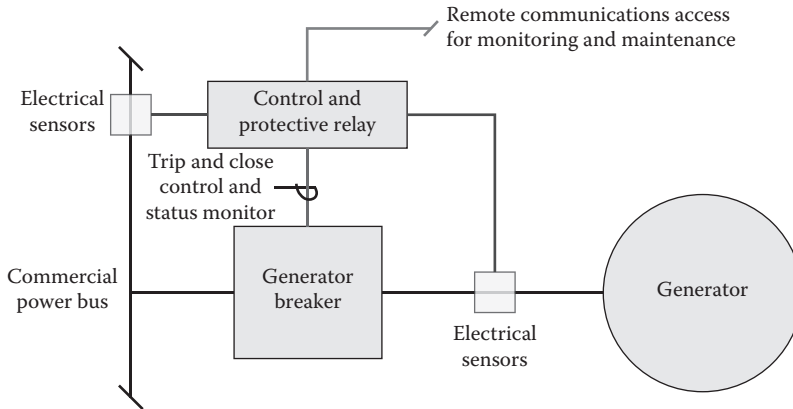 Remote communications access
for monitoring and maintenance
Electrical
sensors
Control and
protective relay
Trip and close
control and
status monitor
Commercial
power bus
Generator
breaker
Electrical
sensors
Generator